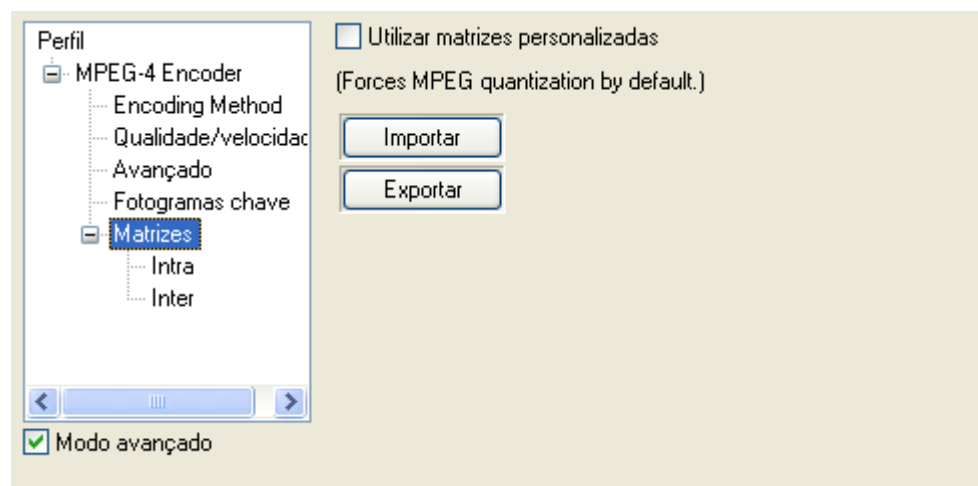 Perfil
MPEG-4 Encoder
Encoding Method
Qualidade/velocidac
Avançado
Fotogramas chave
Matrizes
Intra
Inter
Modo avançado
Utilizar matrizes personalizadas
(Forces MPEG quantization by default.)
Importar
Exportar